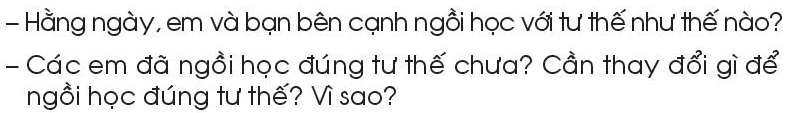 – Hằng ngày, em và bạn bên cạnh ngồi học với tư thế như thế nào?
– Các em đã ngồi học đúng tư thế chưa? Cần thay đổi gì để
ngồi học đúng tư thế? Vì sao?